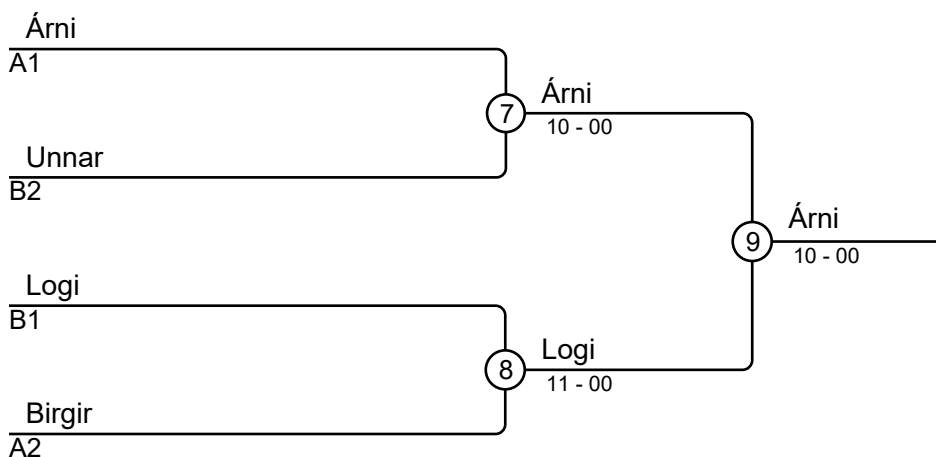 Árni
A1
7
Árni
10 - 00
Unnar
B2
9
Árni
10 - 00
Logi
B1
8
Logi
11 - 00
Birgir
A2